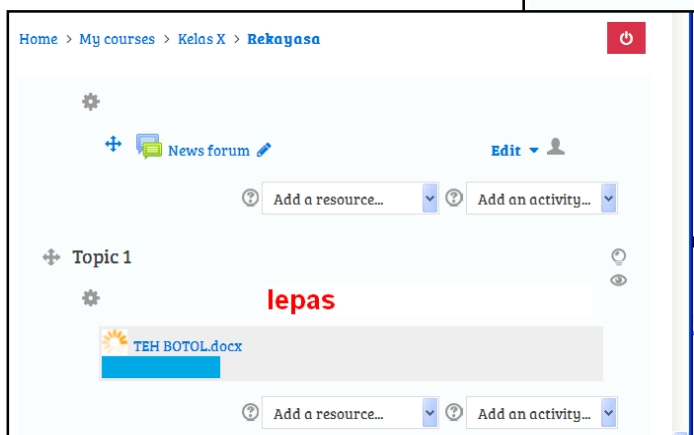 Home > My courses > Kelas X > Rekayasa
News forum
Edit
Add a resource... Add an activity...
Topic 1
lepas
TEH BOTOL.docx
Add a resource... Add an activity...